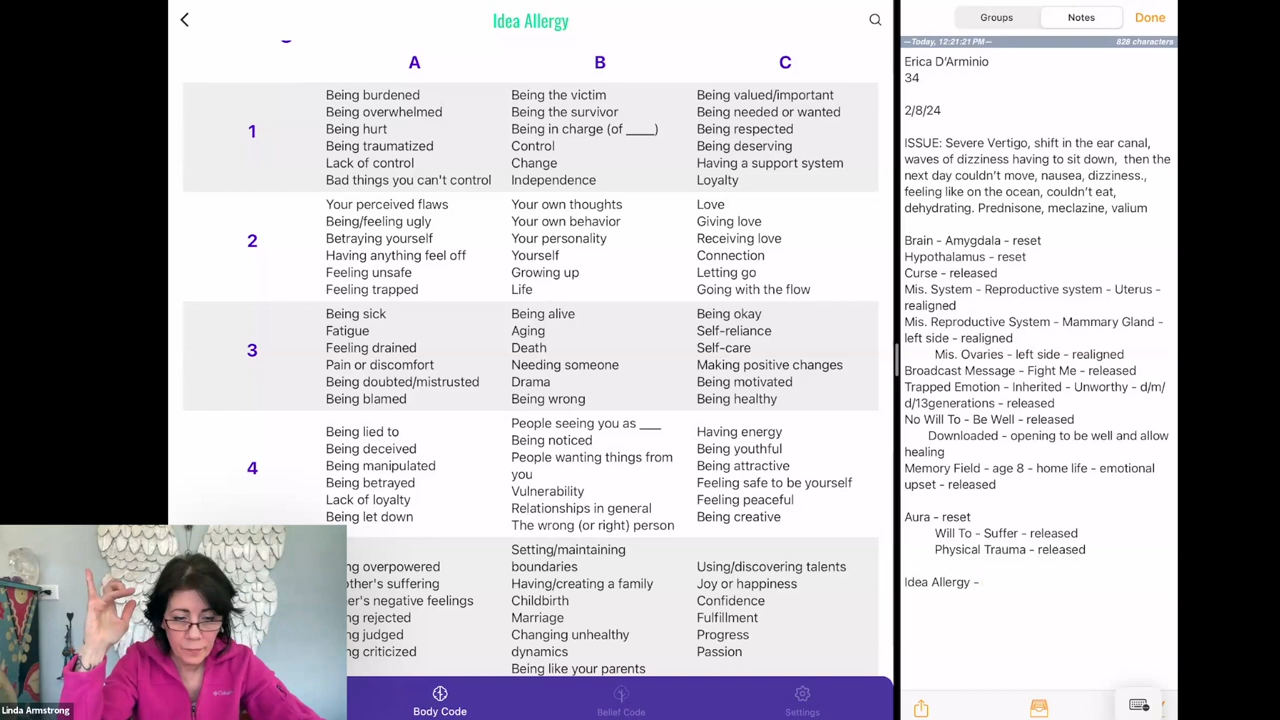 Idea Allergy
A
B
C
1
Being burdened
Being overwhelmed
Being hurt
Being traumatized
Lack of control
Bad things you can't control
Being the victim
Being the survivor
Being in charge (of ____)
Control
Change
Independence
Being valued/important
Being needed or wanted
Being respected
Being deserving
Having a support system
Loyalty
2
Your perceived flaws
Being/feeling ugly
Betraying yourself
Having anything feel off
Feeling unsafe
Feeling trapped
Your own thoughts
Your own behavior
Your personality
Yourself
Growing up
Life
Love
Giving love
Receiving love
Connection
Letting go
Going with the flow
3
Being sick
Fatigue
Feeling drained
Pain or discomfort
Being doubted/mistrusted
Being blamed
Being alive
Aging
Death
Needing someone
Drama
Being wrong
Being okay
Self-reliance
Self-care
Making positive changes
Being motivated
Being healthy
4
Being lied to
Being deceived
Being manipulated
Being betrayed
Lack of loyalty
Being let down
People seeing you as ___
Being noticed
People wanting things from
you
Vulnerability
Relationships in general
The wrong (or right) person
Having energy
Being youthful
Being attractive
Feeling safe to be yourself
Feeling peaceful
Being creative
ng overpowered
other's suffering
er's negative feelings
ng rejected
ng judged
ng criticized
Setting/maintaining
boundaries
Having/creating a family
Childbirth
Marriage
Changing unhealthy
dynamics
Being like your parents
Using/discovering talents
Joy or happiness
Confidence
Fulfillment
Progress
Passion
Body Code
Belief Code
Settings
Linda Armstrong
Groups
Notes
Done
—Today, 12:21:21 PM—
828 characters
Erica D'Arminio
34
2/8/24
ISSUE: Severe Vertigo, shift in the ear canal,
waves of dizziness having to sit down, then the
next day couldn't move, nausea, dizziness.,
feeling like on the ocean, couldn't eat,
dehydrating. Prednisone, meclazine, valium
Brain - Amygdala - reset
Hypothalamus - reset
Curse - released
Mis. System - Reproductive system - Uterus -
realigned
Mis. Reproductive System - Mammary Gland -
left side - realigned
Mis. Ovaries - left side - realigned
Broadcast Message - Fight Me - released
Trapped Emotion - Inherited - Unworthy - d/m/
d/13generations - released
No Will To - Be Well - released
Downloaded - opening to be well and allow
healing
Memory Field - age 8 - home life - emotional
upset - released
Aura - reset
Will To - Suffer - released
Physical Trauma - released
Idea Allergy -